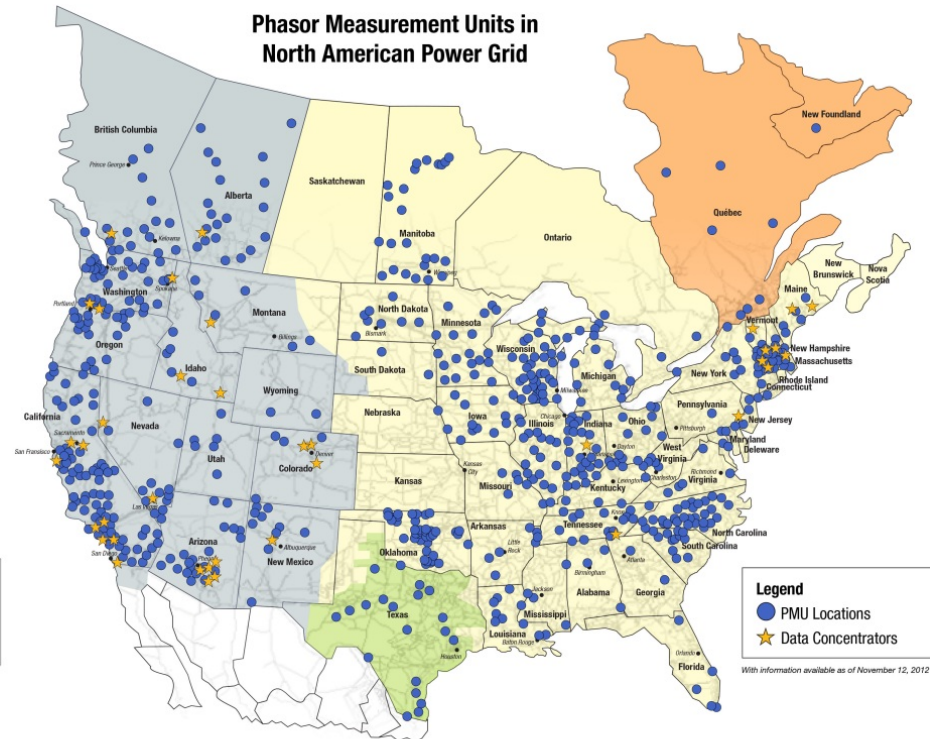 Phasor Measurement Units in
North American Power Grid
New Foundland
British Columbia
Prince George
Alberta
Saskatchewan
Manitoba
Ontario
Québec
Kelowna
Winnipeg
New
Brunswick
Nova
Scotia
Maine
Seattle
Spokane
Washington
Portland
Montana
North Dakota
Bismark
Minnesota
Vermont
Oregon
Billings
Wisconsin
New Hampshire
Massachusetts
Idaho
South Dakota
Michigan
New York
Rhode Island
Connecticut
Wyoming
Milwaukee
Pennsylvania
California
Nevada
Nebraska
Iowa
Chicago
Illinois
Indiana
Ohio
New Jersey
Sacramento
San Fransisco
Pittsburgh
Maryland
Deleware
Utah
Colorado
Denver
Kansas
Kansas
City
Missouri
Dayton
West
Virginia
Charleston
Richmond
Virginia
Lexington
Kentucky
Las Vegas
Arizona
Albuquerque
New Mexico
Oklahoma
Arkansas
Little
Rock
Tennessee
North Carolina
South Carolina
San Diego
Birmingham
Atlanta
Alabama
Georgia
Texas
Jackson
Mississippi
Louisiana
Baton Rouge
Houston
Orlando
Florida
Legend
PMU Locations
Data Concentrators
With information available as of November 12, 2012